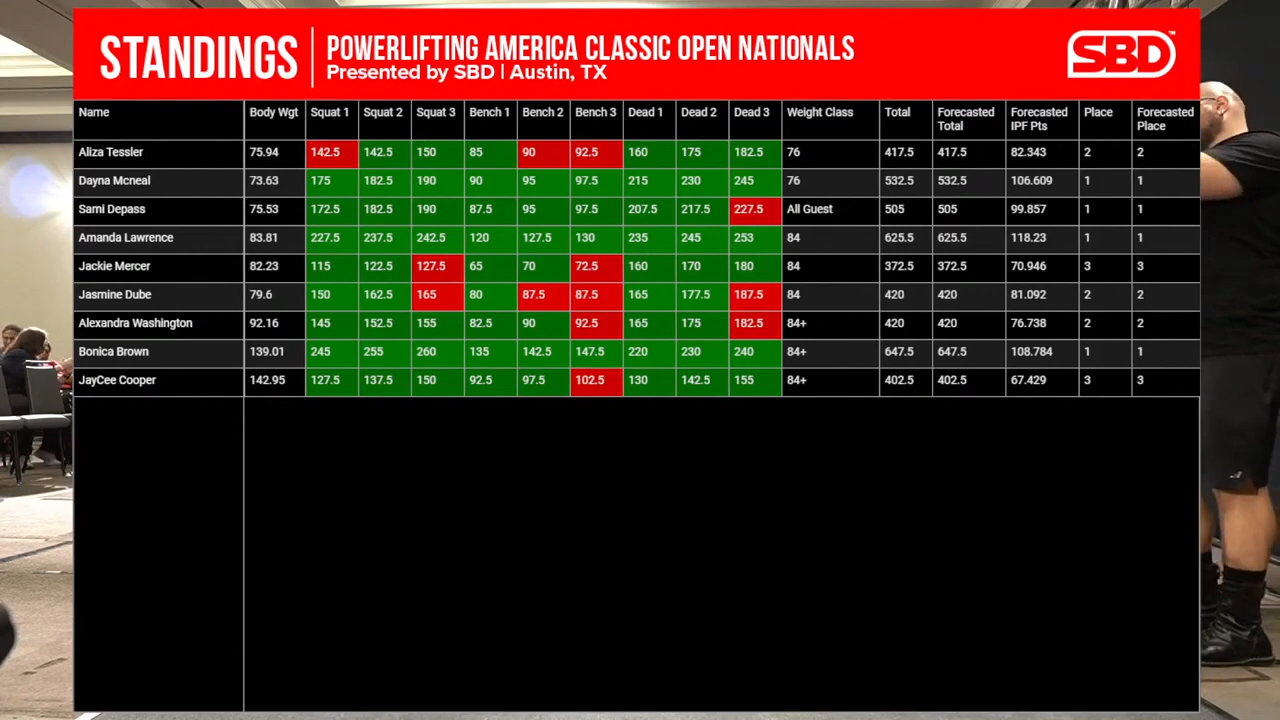 STANDINGS
POWERLIFTING AMERICA CLASSIC OPEN NATIONALS
Presented by SBD | Austin, TX
SBD™
Name Body Wgt Squat 1 Squat 2 Squat 3 Bench 1 Bench 2 Bench 3 Dead 1 Dead 2 Dead 3 Weight Class Total Forecasted Total Forecasted IPF Pts Place Forecasted Place
Aliza Tessler 75.94 142.5 142.5 150 85 90 92.5 160 175 182.5 76 417.5 417.5 82.343 2 2
Dayna Mcneal 73.63 175 182.5 190 90 95 97.5 215 230 245 76 532.5 532.5 106.609 1 1
Sami Depass 75.53 172.5 182.5 190 87.5 95 97.5 207.5 217.5 227.5 All Guest 505 505 99.857 1 1
Amanda Lawrence 83.81 227.5 237.5 242.5 120 127.5 130 235 245 253 84 625.5 625.5 118.23 1 1
Jackie Mercer 82.23 115 122.5 127.5 65 70 72.5 160 170 180 84 372.5 372.5 70.946 3 3
Jasmine Dube 79.6 150 162.5 165 80 87.5 87.5 165 177.5 187.5 84 420 420 81.092 2 2
Alexandra Washington 92.16 145 152.5 155 82.5 90 92.5 165 175 182.5 84+ 420 420 76.738 2 2
Bonica Brown 139.01 245 255 260 135 142.5 147.5 220 230 240 84+ 647.5 647.5 108.784 1 1
JayCee Cooper 142.95 127.5 137.5 150 92.5 97.5 102.5 130 142.5 155 84+ 402.5 402.5 67.429 3 3